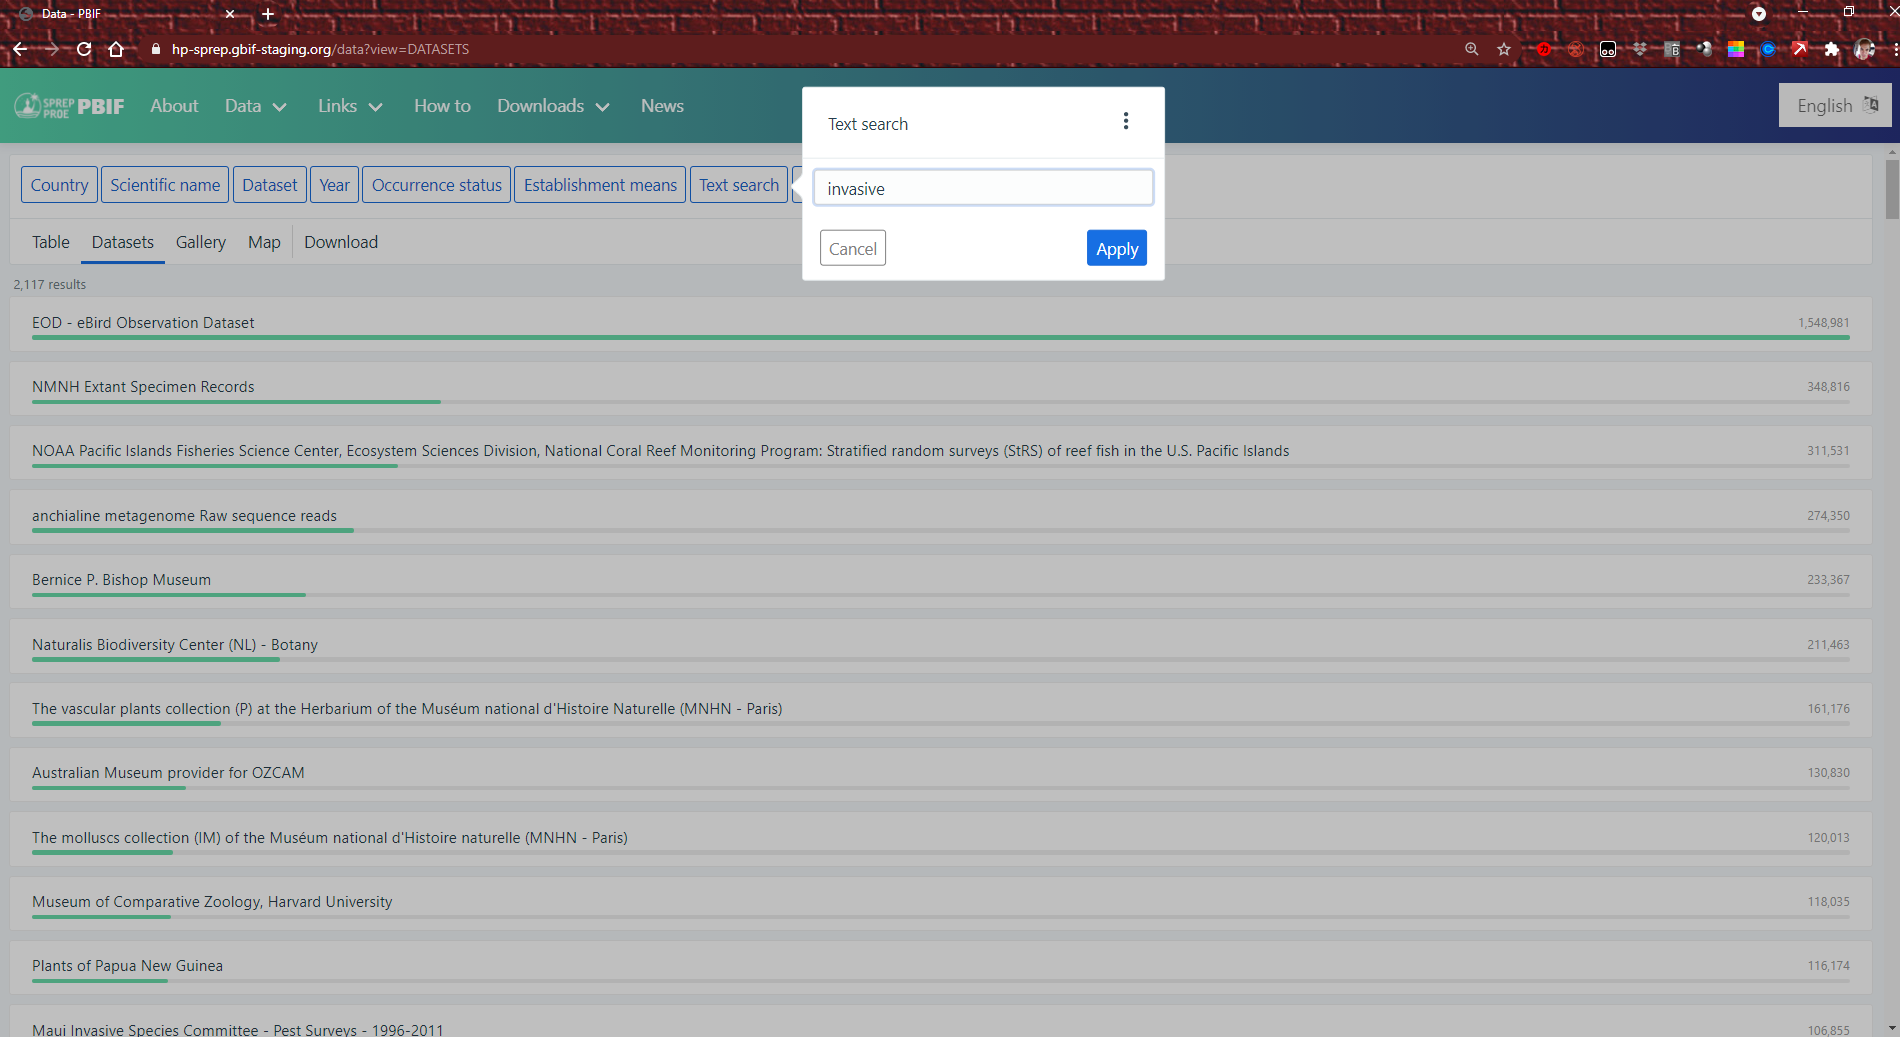 Data - PBIF
hp-sprep.gbif-staging.org/data?view=DATASETS
SPREP PROE PBIF About Data Links How to Downloads News English
Text search
Country Scientific name Dataset Year Occurrence status Establishment means Text search
invasive
Table Datasets Gallery Map Download
Cancel Apply
2,117 results
EOD - eBird Observation Dataset 1,548,981
NMNH Extant Specimen Records 348,816
NOAA Pacific Islands Fisheries Science Center, Ecosystem Sciences Division, National Coral Reef Monitoring Program: Stratified random surveys (StRS) of reef fish in the U.S. Pacific Islands 311,531
anchialine metagenome Raw sequence reads 274,350
Bernice P. Bishop Museum 233,367
Naturalis Biodiversity Center (NL) - Botany 211,463
The vascular plants collection (P) at the Herbarium of the Muséum national d'Histoire Naturelle (MNHN - Paris) 161,176
Australian Museum provider for OZCAM 130,830
The molluscs collection (IM) of the Muséum national d'Histoire naturelle (MNHN - Paris) 120,013
Museum of Comparative Zoology, Harvard University 118,035
Plants of Papua New Guinea 116,174
Maui Invasive Species Committee - Pest Surveys - 1996-2011 106,855